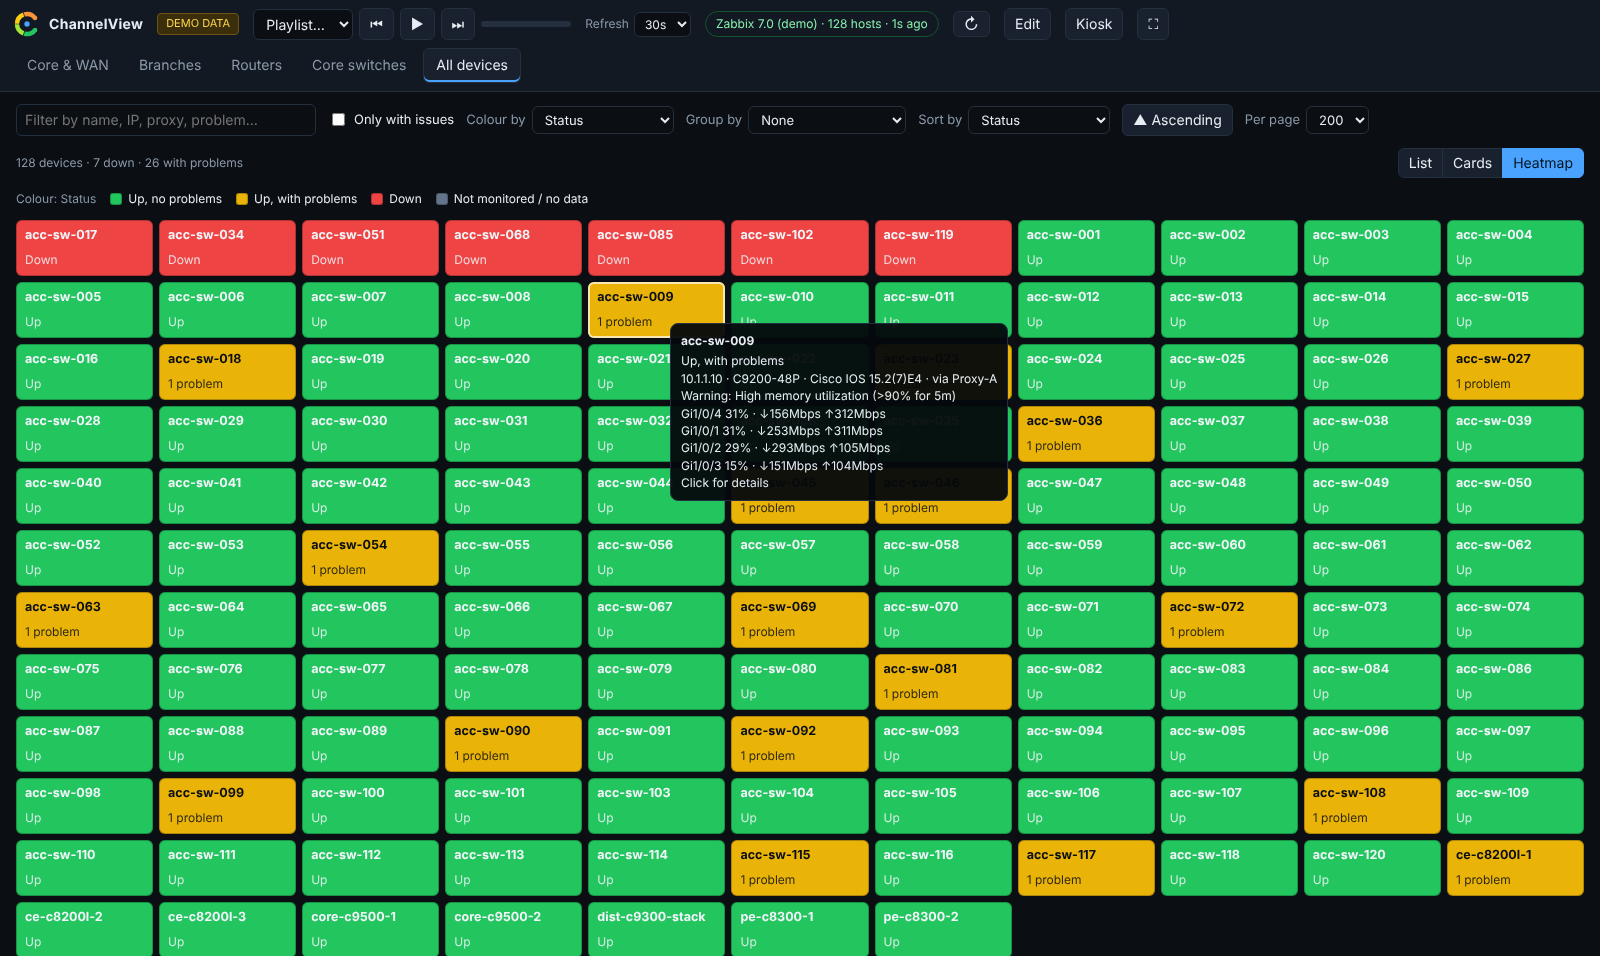 ChannelView DEMO DATA Playlist... Refresh 30s Zabbix 7.0 (demo) · 128 hosts · 1s ago Edit Kiosk
Core & WAN Branches Routers Core switches All devices
Filter by name, IP, proxy, problem... Only with issues Colour by Status Group by None Sort by Status ▲ Ascending Per page 200
128 devices · 7 down · 26 with problems List Cards Heatmap
Colour: Status Up, no problems Up, with problems Down Not monitored / no data
acc-sw-017 acc-sw-034 acc-sw-051 acc-sw-068 acc-sw-085 acc-sw-102 acc-sw-119 acc-sw-001 acc-sw-002 acc-sw-003 acc-sw-004
Down Down Down Down Down Down Down Up Up Up Up
acc-sw-005 acc-sw-006 acc-sw-007 acc-sw-008 acc-sw-009 acc-sw-010 acc-sw-011 acc-sw-012 acc-sw-013 acc-sw-014 acc-sw-015
Up Up Up Up 1 problem Up Up Up Up Up Up
acc-sw-009
Up, with problems
10.1.1.10 · C9200-48P · Cisco IOS 15.2(7)E4 · via Proxy-A
Warning: High memory utilization (>90% for 5m)
Gi1/0/4 31% · ↓156Mbps ↑312Mbps
Gi1/0/1 31% · ↓253Mbps ↑311Mbps
Gi1/0/2 29% · ↓293Mbps ↑105Mbps
Gi1/0/3 15% · ↓151Mbps ↑104Mbps
Click for details
acc-sw-016 acc-sw-018 acc-sw-019 acc-sw-020 acc-sw-021 acc-sw-024 acc-sw-025 acc-sw-026 acc-sw-027
Up 1 problem Up Up Up Up Up Up 1 problem
acc-sw-028 acc-sw-029 acc-sw-030 acc-sw-031 acc-sw-032 acc-sw-036 acc-sw-037 acc-sw-038 acc-sw-039
Up Up Up Up Up 1 problem Up Up Up
acc-sw-040 acc-sw-041 acc-sw-042 acc-sw-043 acc-sw-044 acc-sw-047 acc-sw-048 acc-sw-049 acc-sw-050
Up Up Up Up Up 1 problem 1 problem Up Up Up Up
acc-sw-052 acc-sw-053 acc-sw-054 acc-sw-055 acc-sw-056 acc-sw-057 acc-sw-058 acc-sw-059 acc-sw-060 acc-sw-061 acc-sw-062
Up Up 1 problem Up Up Up Up Up Up Up Up
acc-sw-063 acc-sw-064 acc-sw-065 acc-sw-066 acc-sw-067 acc-sw-069 acc-sw-070 acc-sw-071 acc-sw-072 acc-sw-073 acc-sw-074
1 problem Up Up Up Up 1 problem Up Up 1 problem Up Up
acc-sw-075 acc-sw-076 acc-sw-077 acc-sw-078 acc-sw-079 acc-sw-080 acc-sw-081 acc-sw-082 acc-sw-083 acc-sw-084 acc-sw-086
Up Up Up Up Up Up 1 problem Up Up Up Up
acc-sw-087 acc-sw-088 acc-sw-089 acc-sw-090 acc-sw-091 acc-sw-092 acc-sw-093 acc-sw-094 acc-sw-095 acc-sw-096 acc-sw-097
Up Up Up 1 problem Up 1 problem Up Up Up Up Up
acc-sw-098 acc-sw-099 acc-sw-100 acc-sw-101 acc-sw-103 acc-sw-104 acc-sw-105 acc-sw-106 acc-sw-107 acc-sw-108 acc-sw-109
Up 1 problem Up Up Up Up Up Up Up 1 problem Up
acc-sw-110 acc-sw-111 acc-sw-112 acc-sw-113 acc-sw-114 acc-sw-115 acc-sw-116 acc-sw-117 acc-sw-118 acc-sw-120 ce-c8200l-1
Up Up Up Up Up 1 problem Up 1 problem Up Up 1 problem
ce-c8200l-2 ce-c8200l-3 core-c9500-1 core-c9500-2 dist-c9300-stack pe-c8300-1 pe-c8300-2
Up Up Up Up Up Up Up